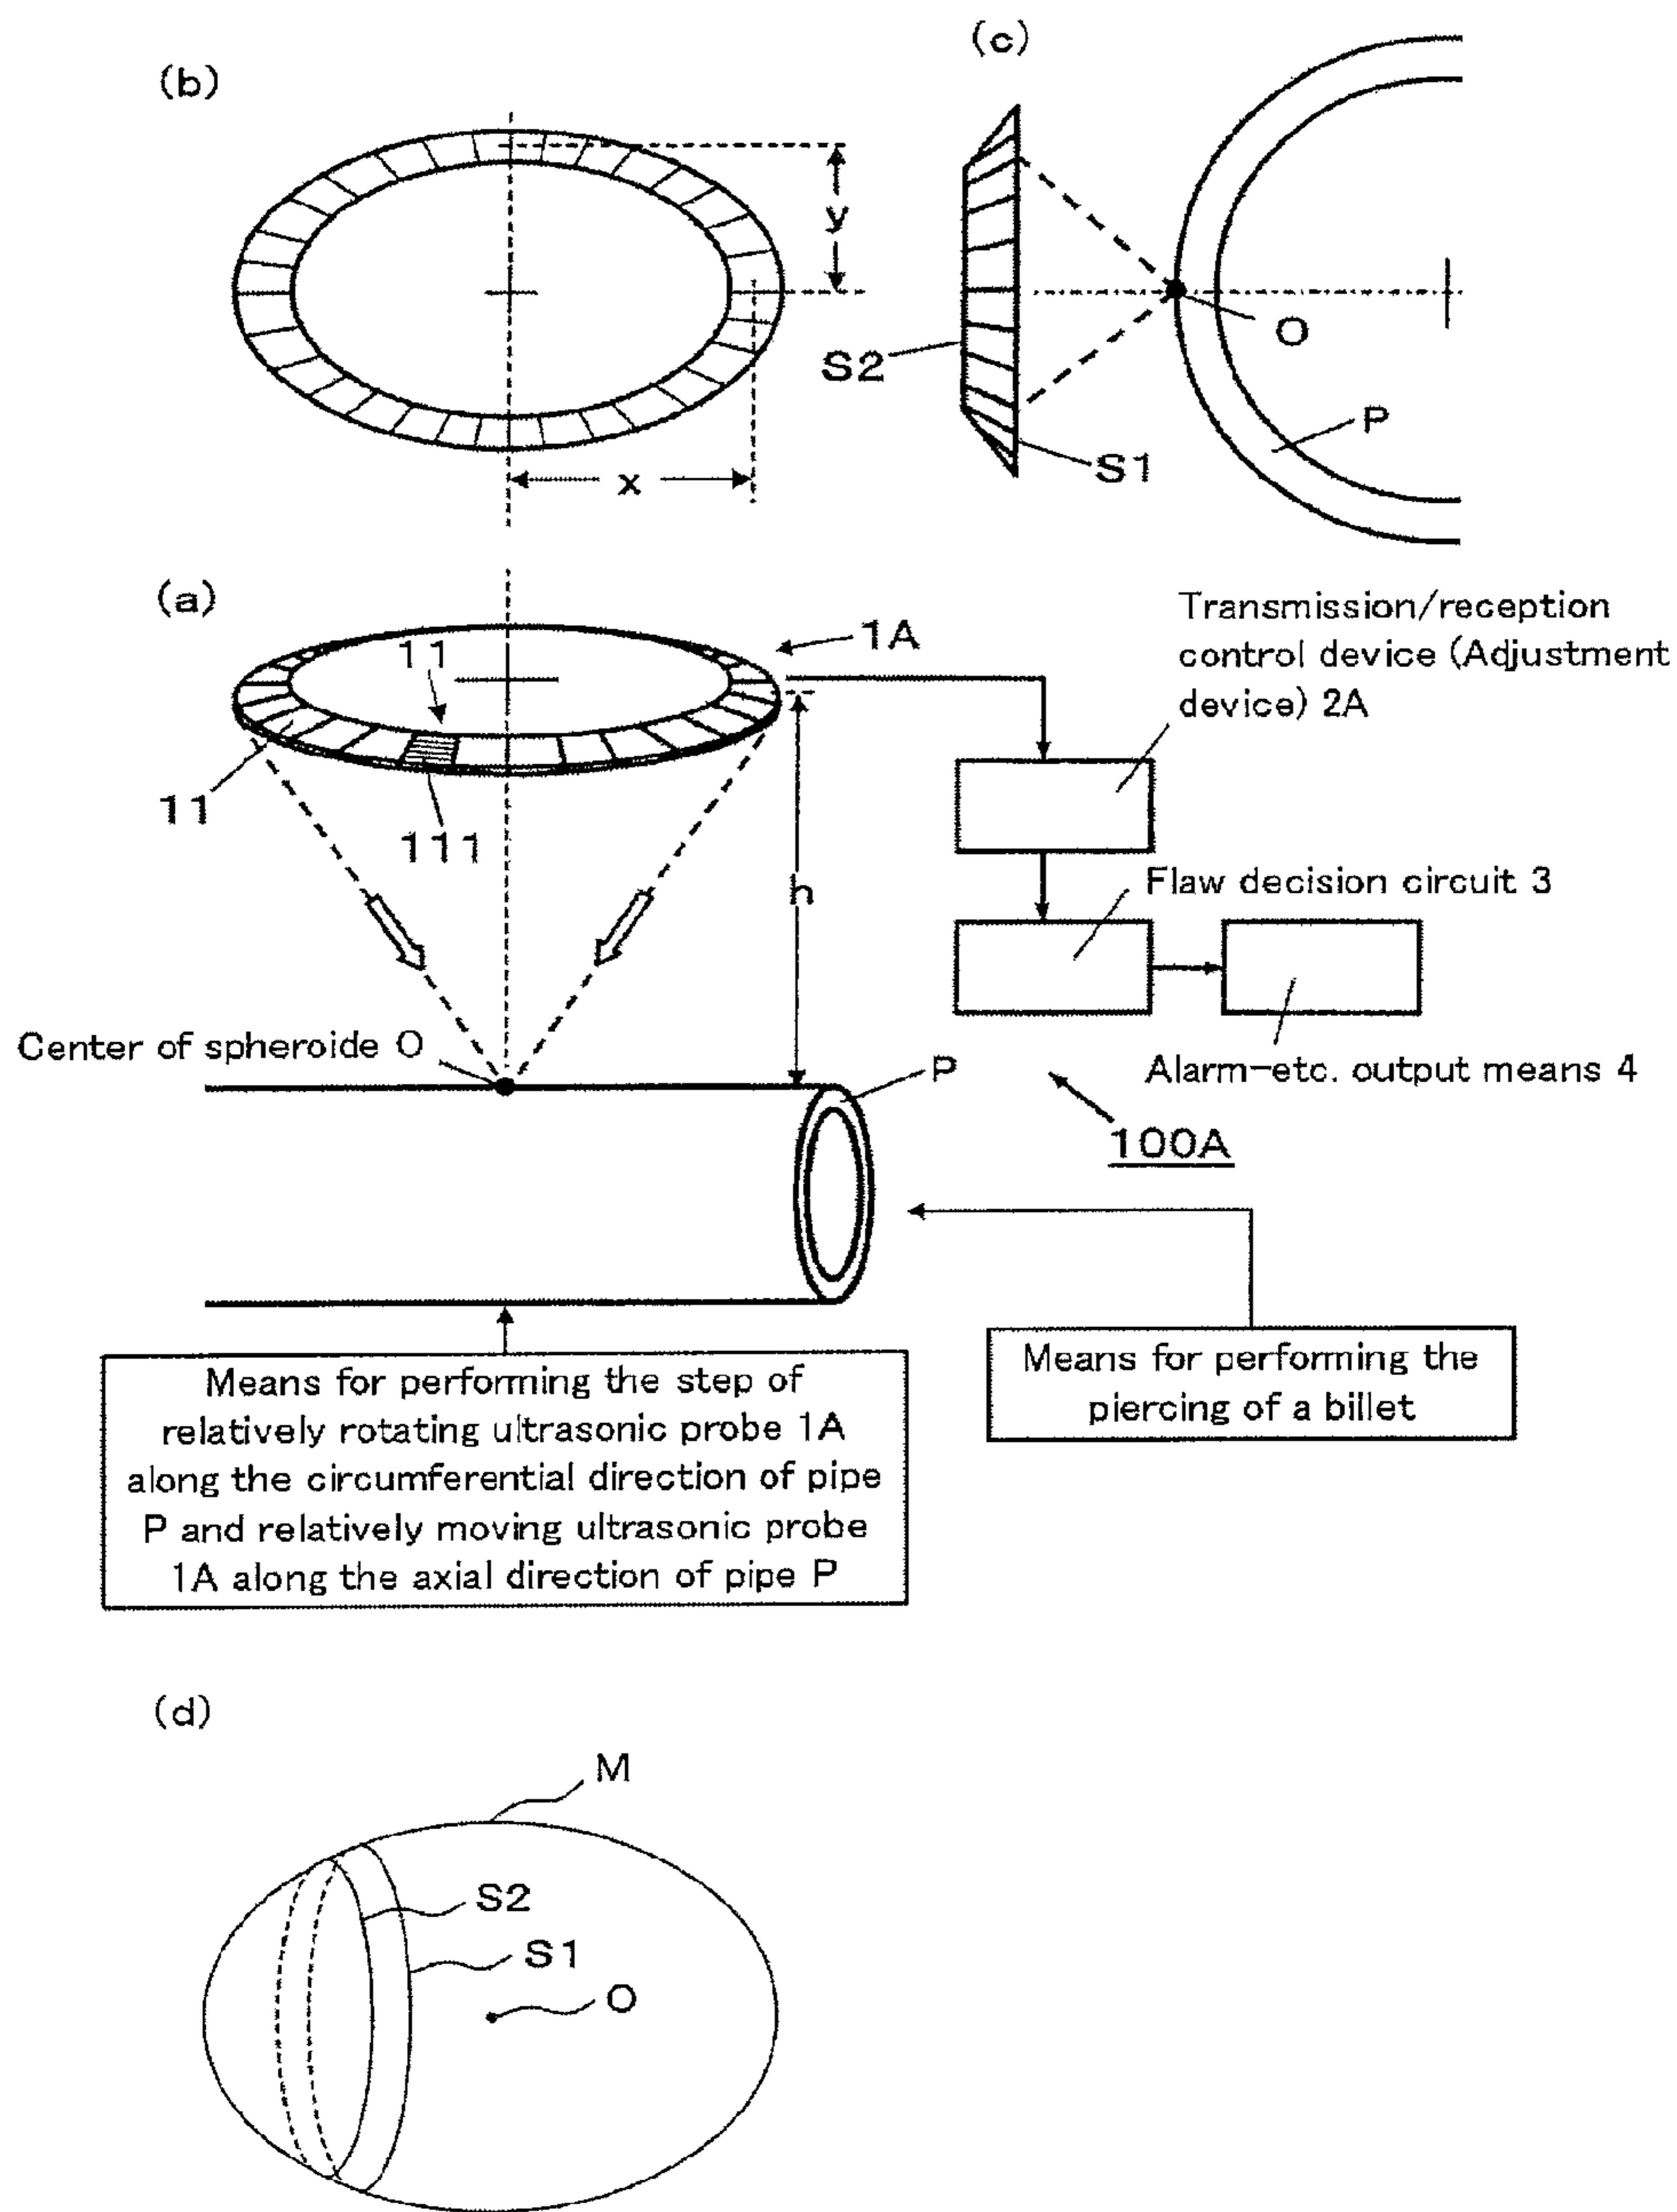 (b)
y
x
(c)
O
S2
P
S1
(a)
11
1A
11
111
h
Transmission/reception
control device (Adjustment
device) 2A
Flaw decision circuit 3
Alarm-etc. output means 4
Center of spheroide O
P
100A
Means for performing the step of
relatively rotating ultrasonic probe 1A
along the circumferential direction of pipe
P and relatively moving ultrasonic probe
1A along the axial direction of pipe P
Means for performing the
piercing of a billet
(d)
M
S2
S1
O